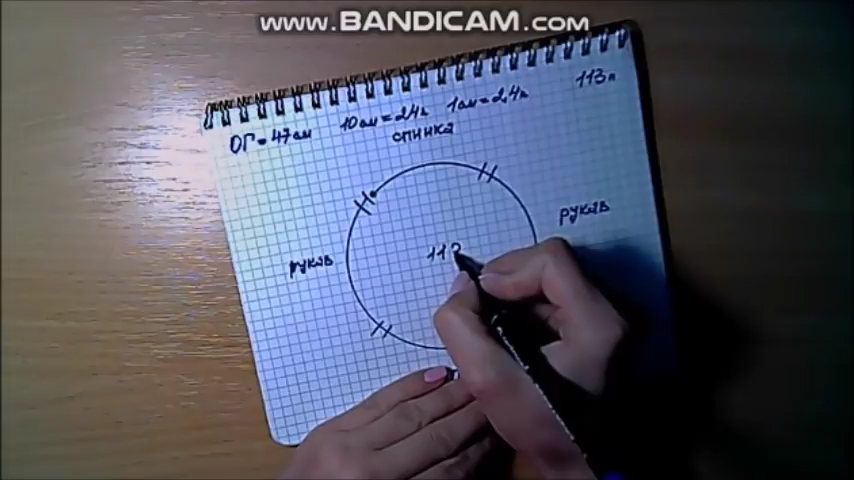 www.BANDICAM.com
ОГ=47см 10см=24п 1см=2,4п 113п
спинка
рукав
рукав
113